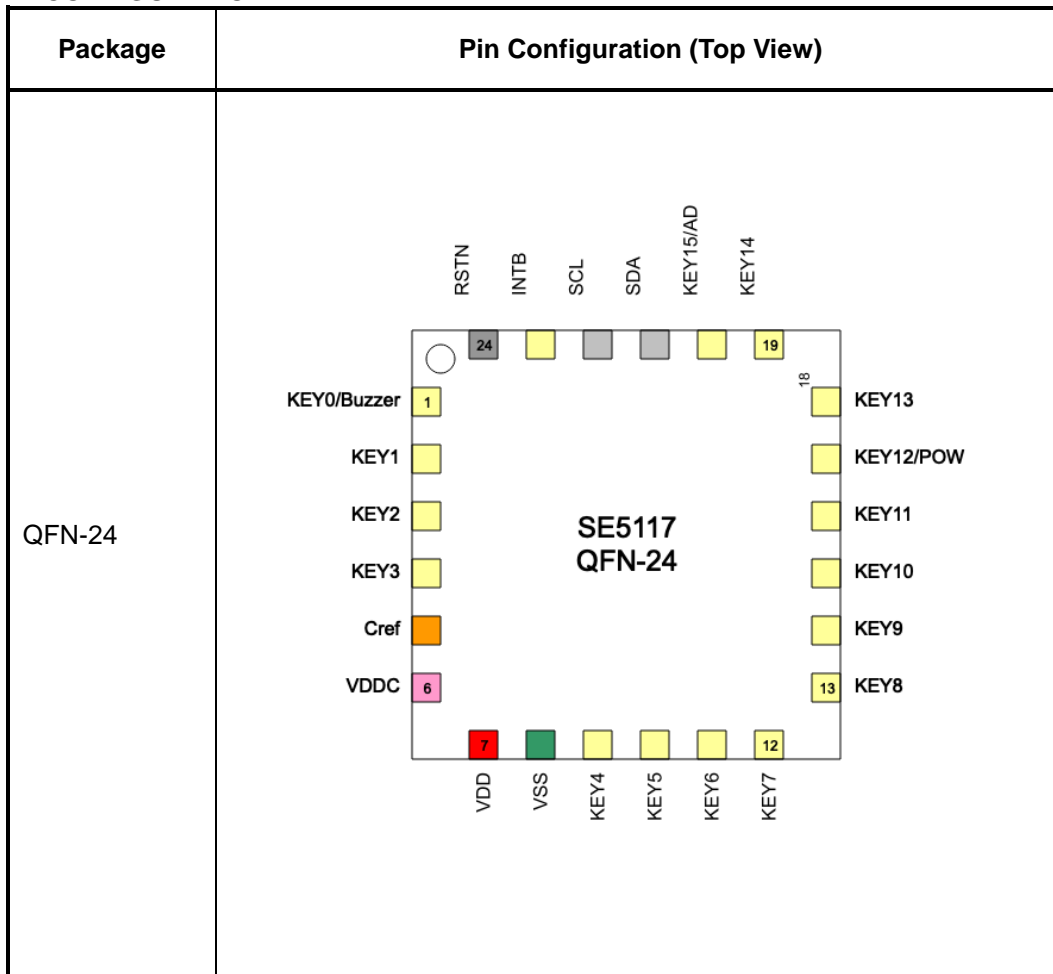 Package
Pin Configuration (Top View)
QFN-24
RSTN
INTB
SCL
SDA
KEY15/AD
KEY14
24
19
18
KEY0/Buzzer
1
KEY1
KEY2
KEY3
Cref
VDDC
6
SE5117
QFN-24
KEY13
KEY12/POW
KEY11
KEY10
KEY9
13
KEY8
7
12
VDD
VSS
KEY4
KEY5
KEY6
KEY7